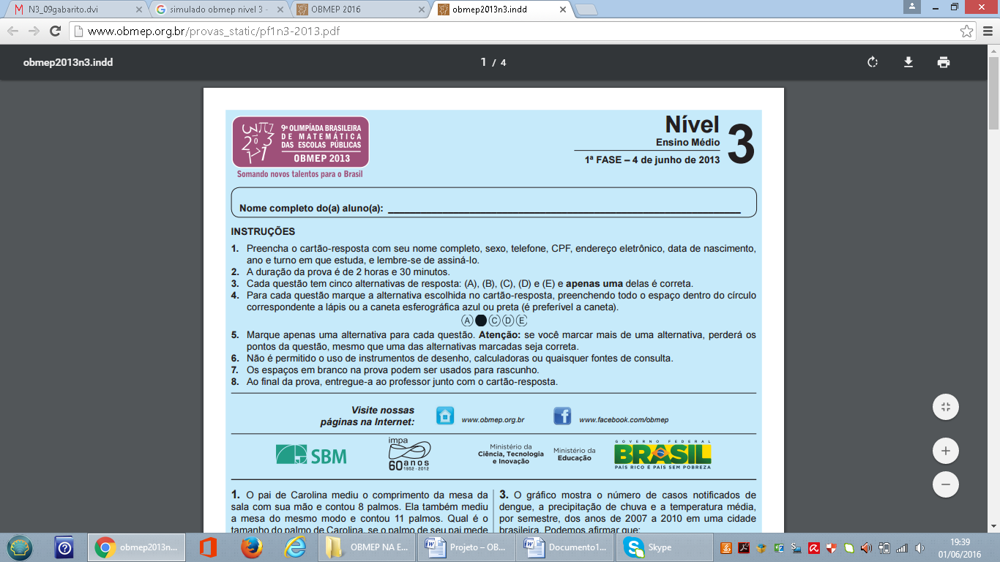 N3_09gabarito.dvi
simulado obmep nivel 3 -
OBMEP 2016
obmep2013n3.indd
www.obmep.org.br/provas_static/pf1n3-2013.pdf
obmep2013n3.indd
1 / 4
9ª OLIMPÍADA BRASILEIRA
DE MATEMÁTICA
DAS ESCOLAS PÚBLICAS
OBMEP 2013
Somando novos talentos para o Brasil
Nível
Ensino Médio
3
1ª FASE – 4 de junho de 2013
Nome completo do(a) aluno(a):
INSTRUÇÕES
1. Preencha o cartão-resposta com seu nome completo, sexo, telefone, CPF, endereço eletrônico, data de nascimento,
ano e turno em que estuda, e lembre-se de assiná-lo.
2. A duração da prova é de 2 horas e 30 minutos.
3. Cada questão tem cinco alternativas de resposta: (A), (B), (C), (D) e (E) e apenas uma delas é correta.
4. Para cada questão marque a alternativa escolhida no cartão-resposta, preenchendo todo o espaço dentro do círculo
correspondente a lápis ou a caneta esferográfica azul ou preta (é preferível a caneta).
A C D E
5. Marque apenas uma alternativa para cada questão. Atenção: se você marcar mais de uma alternativa, perderá os
pontos da questão, mesmo que uma das alternativas marcadas seja correta.
6. Não é permitido o uso de instrumentos de desenho, calculadoras ou quaisquer fontes de consulta.
7. Os espaços em branco na prova podem ser usados para rascunho.
8. Ao final da prova, entregue-a ao professor junto com o cartão-resposta.
Visite nossas
páginas na Internet:
www.obmep.org.br
www.facebook.com/obmep
SBM
impa
60 anos
1952 - 2012
Ministério da
Ciência, Tecnologia
e Inovação
Ministério da
Educação
GOVERNO FEDERAL
BRASIL
PAÍS RICO É PAÍS SEM POBREZA
1. O pai de Carolina mediu o comprimento da mesa da
sala com sua mão e contou 8 palmos. Ela também mediu
a mesa do mesmo modo e contou 11 palmos. Qual é o
tamanho do palmo de Carolina, se o palmo de seu pai mede
3. O gráfico mostra o número de casos notificados de
dengue, a precipitação de chuva e a temperatura média,
por semestre, dos anos de 2007 a 2010 em uma cidade
brasileira. Podemos afirmar que:
obmep2013n...
OBMEP NA E...
Projeto – OB...
Documento1...
Skype
19:39
01/06/2016